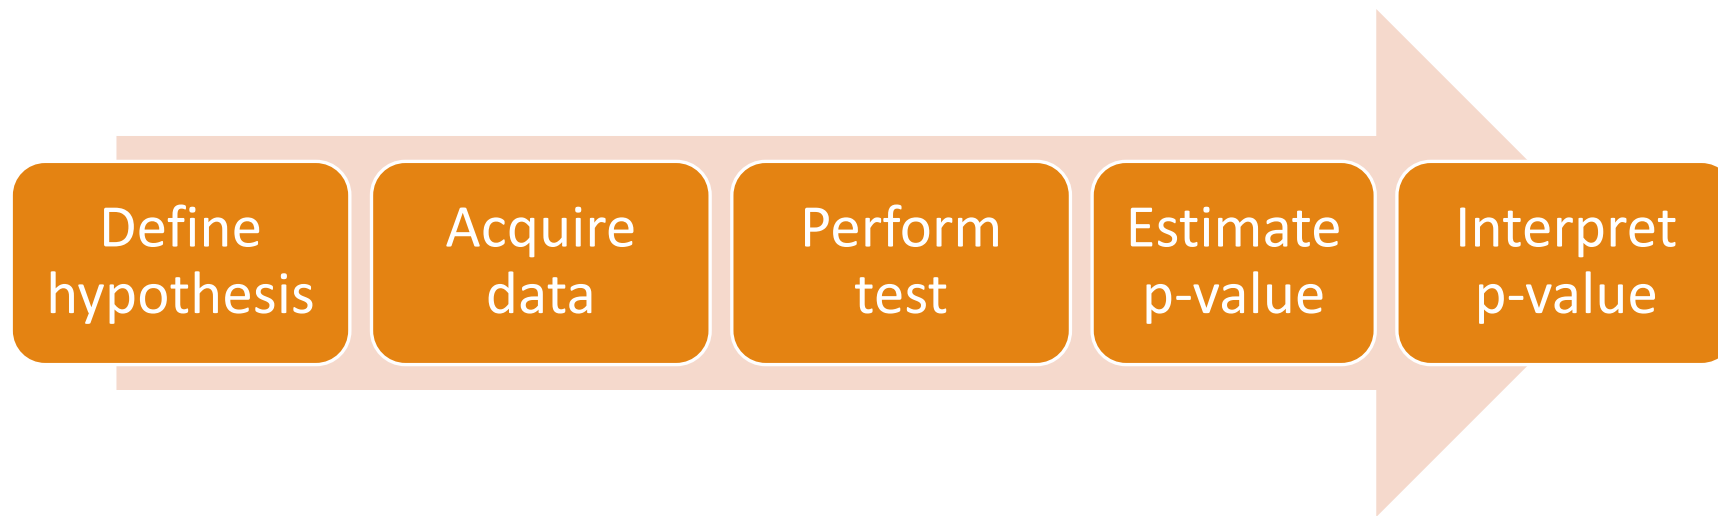 Define
hypothesis
Acquire
data
Perform
test
Estimate
p-value
Interpret
p-value